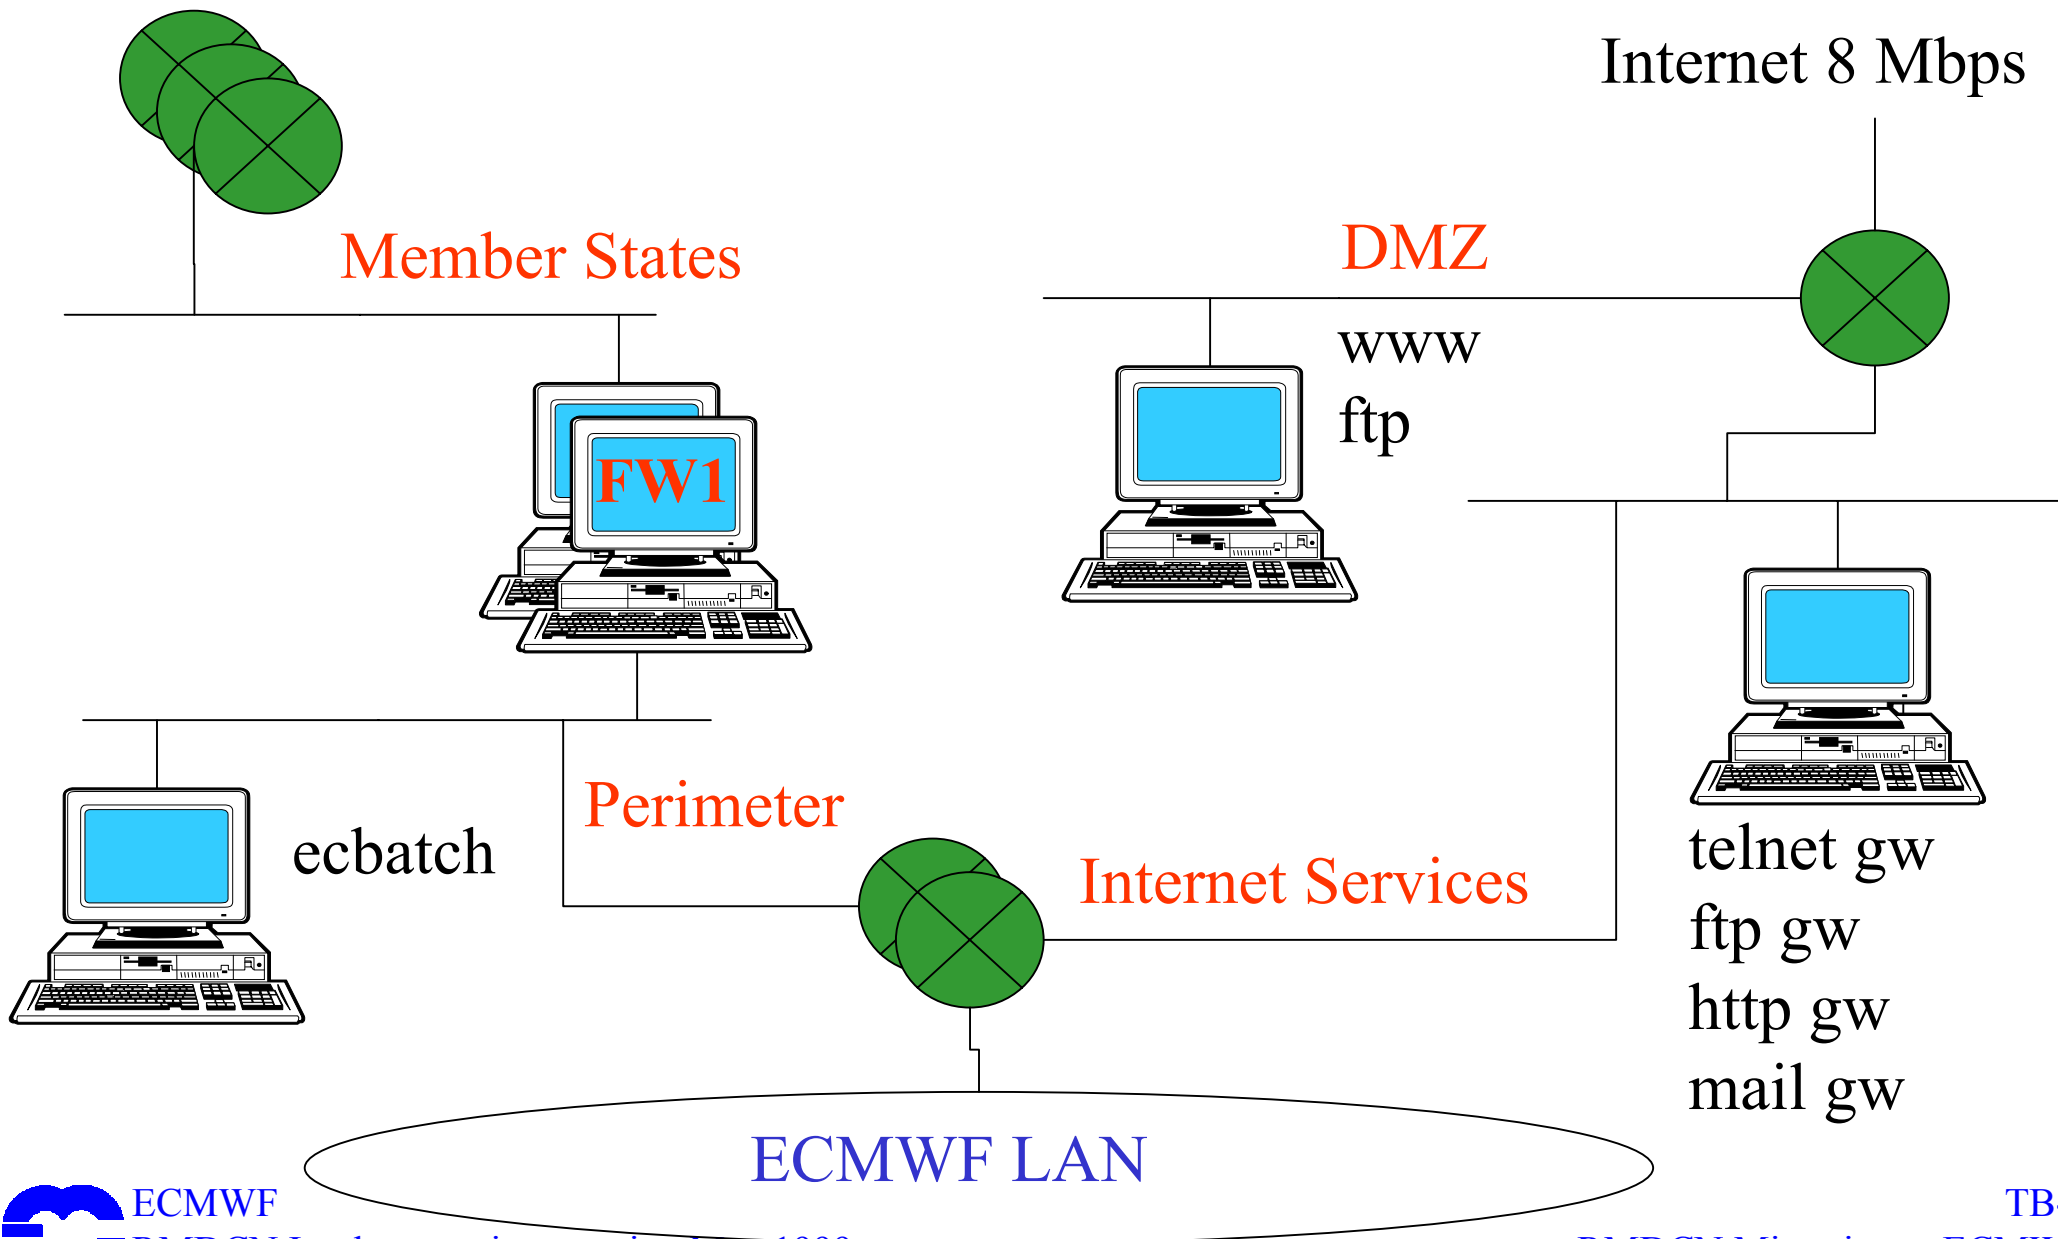 Internet 8 Mbps
Member States
DMZ
www
ftp
FW1
Perimeter
ecbatch
Internet Services
telnet gw
ftp gw
http gw
mail gw
ECMWF LAN
ECMWF